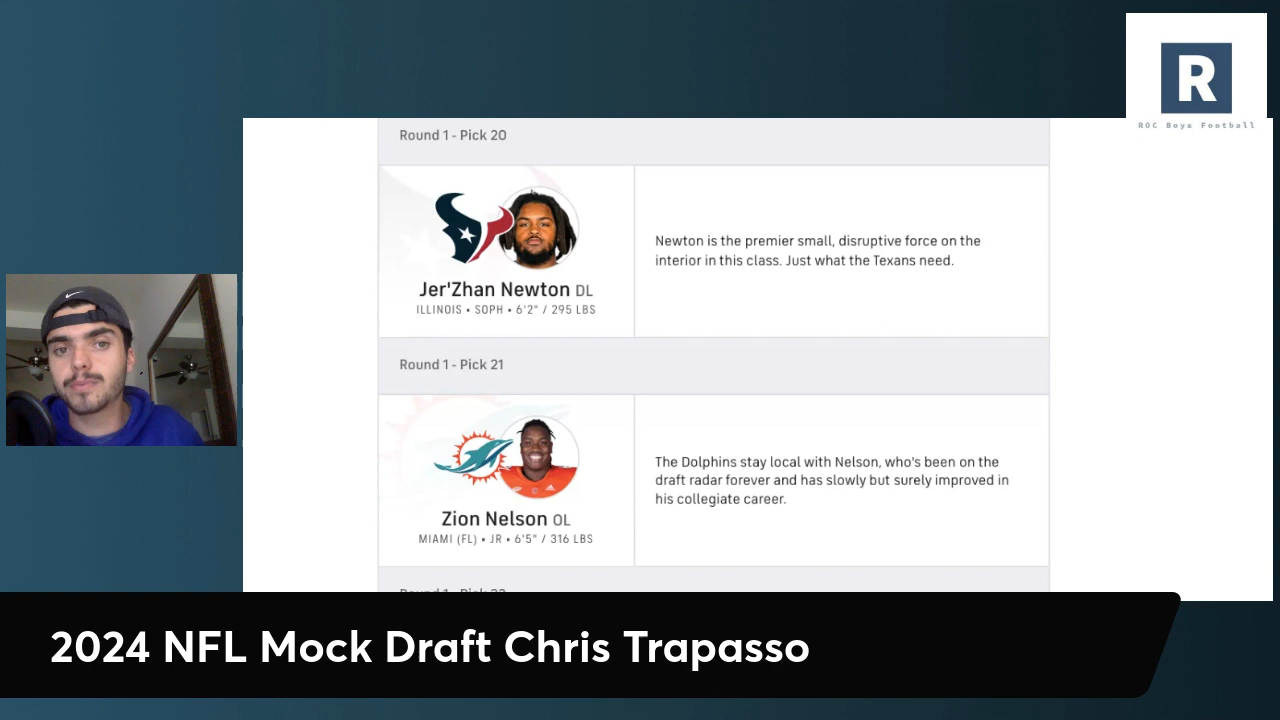 R
ROC Boys Football
Round 1 - Pick 20
Jer'Zhan Newton DL
ILLINOIS • SOPH • 6'2" / 295 LBS
Newton is the premier small, disruptive force on the
interior in this class. Just what the Texans need.
Round 1 - Pick 21
Zion Nelson OL
MIAMI (FL) • JR • 6'5" / 316 LBS
The Dolphins stay local with Nelson, who's been on the
draft radar forever and has slowly but surely improved in
his collegiate career.
Round 1 - Pick 22
2024 NFL Mock Draft Chris Trapasso